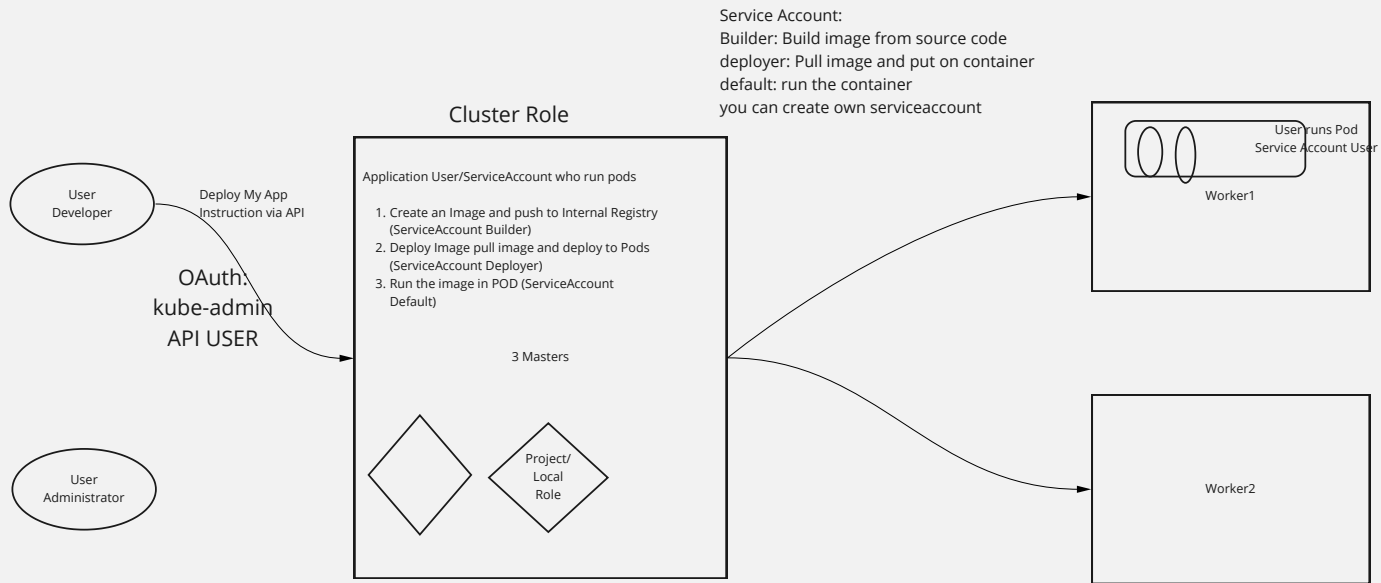 Service Account:
Builder: Build image from source code
deployer: Pull image and put on container
default: run the container
you can create own serviceaccount
Cluster Role
User
Developer
Deploy My App
Instruction via API
OAuth:
kube-admin
API USER
User
Administrator
Application User/ServiceAccount who run pods
1. Create an Image and push to Internal Registry
(ServiceAccount Builder)
2. Deploy Image pull image and deploy to Pods
(ServiceAccount Deployer)
3. Run the image in POD (ServiceAccount
Default)
3 Masters
Project/
Local
Role
User runs Pod
Service Account User
Worker1
Worker2